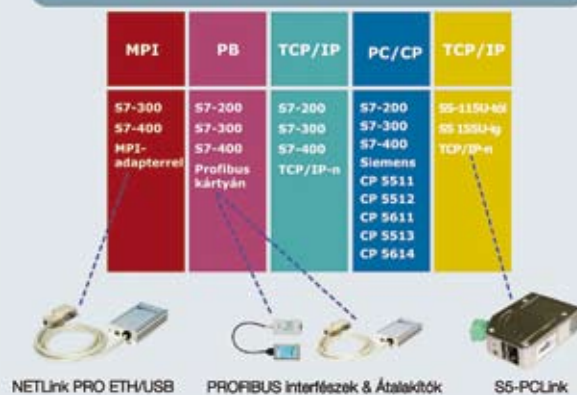 MPI
PB
TCP/IP
PC/CP
TCP/IP
S7-300
S7-400
MPI-
adapterrel
S7-200
S7-300
S7-400
Profibus
kártyán
S7-200
S7-300
S7-400
TCP/IP-n
S7-200
S7-300
S7-400
Siemens
CP 5511
CP 5512
CP 5611
CP 5513
CP 5614
S5-115U-tól
S5 155U-ig
TCP/IP-n
NETLink PRO ETH/USB
PROFIBUS interfészek & Átalakítók
S5-PCLink